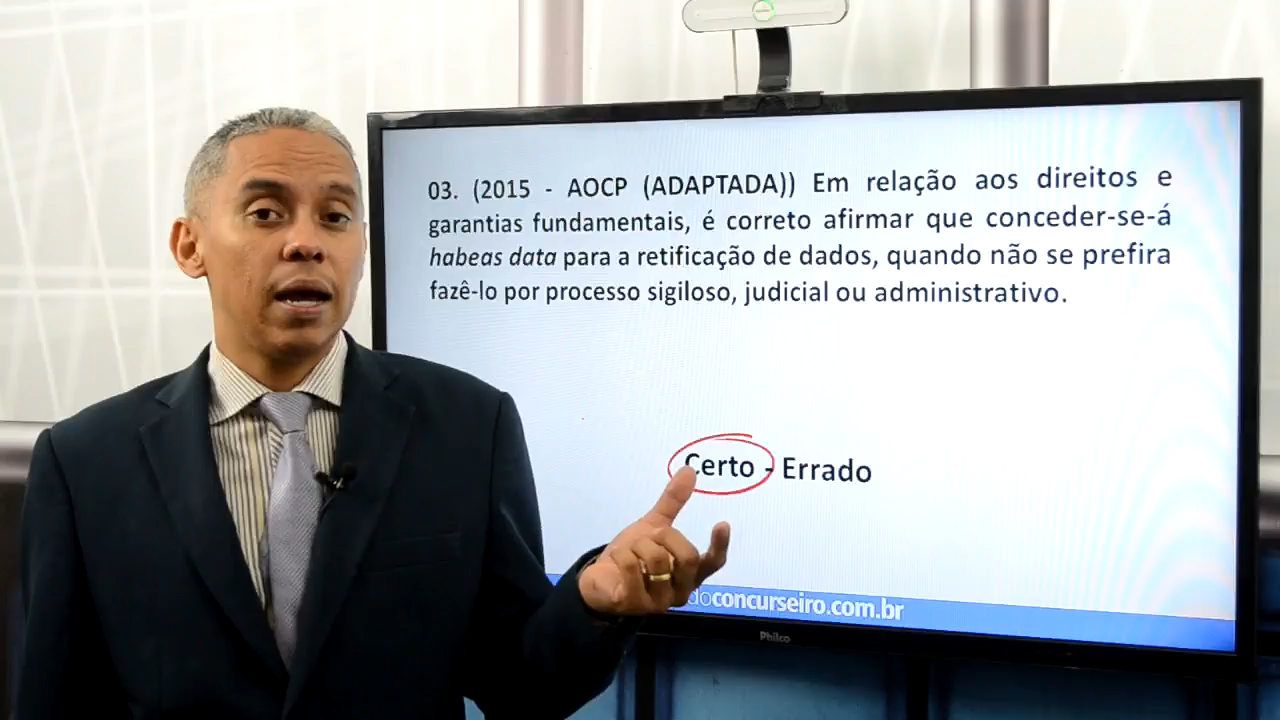 03. (2015 - AOCP (ADAPTADA)) Em relação aos direitos e
garantias fundamentais, é correto afirmar que conceder-se-á
habeas data para a retificação de dados, quando não se prefira
fazê-lo por processo sigiloso, judicial ou administrativo.
Certo - Errado
doconcurseiro.com.br
Philco